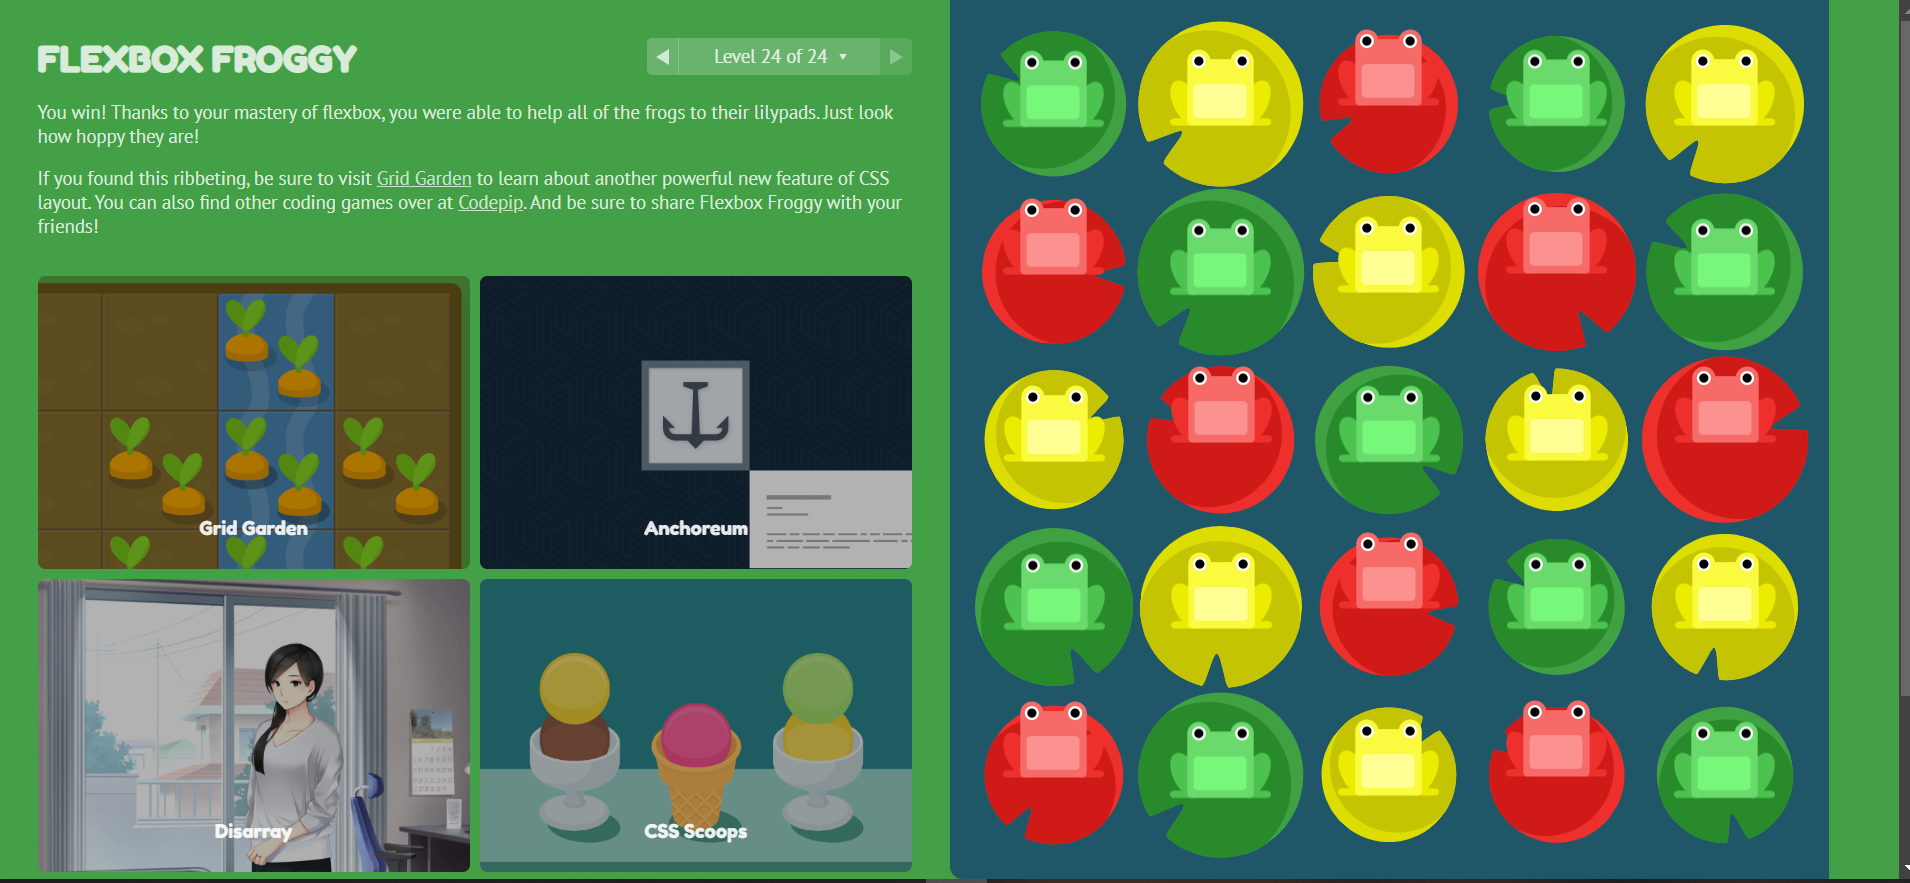 FLEXBOX FROGGY
Level 24 of 24
You win! Thanks to your mastery of flexbox, you were able to help all of the frogs to their lilypads. Just look
how hoppy they are!
If you found this ribbeting, be sure to visit Grid Garden to learn about another powerful new feature of CSS
layout. You can also find other coding games over at Codepip. And be sure to share Flexbox Froggy with your
friends!
Grid Garden
Anchoreum
Disarray
CSS Scoops